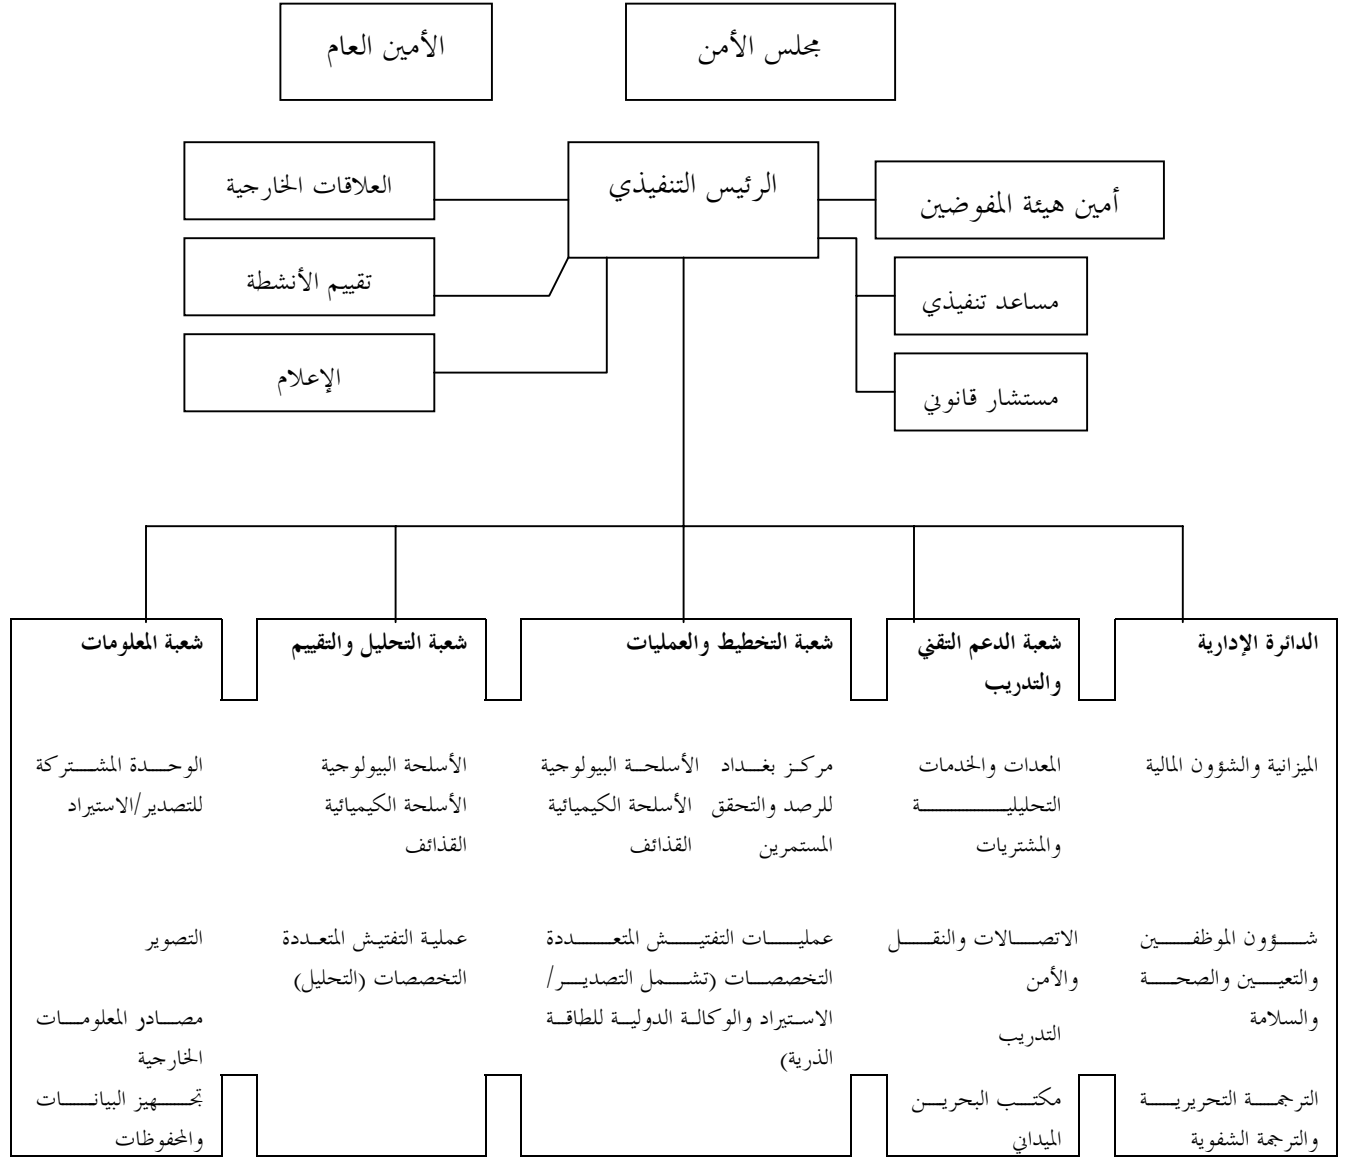 مجلس الأمن
الأمين العام
الرئيس التنفيذي
أمين هيئة المفوضين
مساعد تنفيذي
مستشار قانوني
العلاقات الخارجية
تقييم الأنشطة
الإعلام
الدائرة الإدارية
الميزانية والشؤون المالية
شؤون الموظفين
والتعيين والصحة
والسلامة
الترجمة التحريرية
والترجمة الشفوية
شعبة الدعم التقني
والتدريب
المعدات والخدمات
التحليلية
والمشتريات
الاتصالات والنقل
والأمن
التدريب
مكتب البحرين
الميداني
شعبة التخطيط والعمليات
مركز بغداد
للرصد والتحقق
المستمرين
الأسلحة البيولوجية
الأسلحة الكيميائية
القذائف
عمليات التفتيش المتعددة
التخصصات (تشمل التصدير/
الاستيراد والوكالة الدولية للطاقة
الذرية)
شعبة التحليل والتقييم
الأسلحة البيولوجية
الأسلحة الكيميائية
القذائف
عملية التفتيش المتعددة
التخصصات (التحليل)
شعبة المعلومات
الوحدة المشتركة
للتصدير/الاستيراد
التصوير
مصادر المعلومات
الخارجية
تجهيز البيانات
والمحفوظات